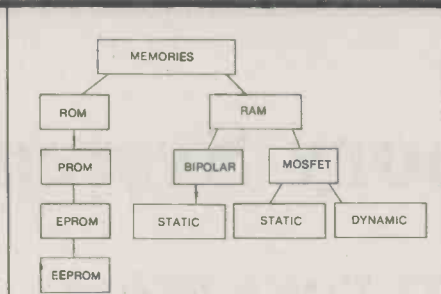 MEMORIES
ROM RAM
PROM BIPOLAR MOSFET
EPROM STATIC STATIC DYNAMIC
EEPROM